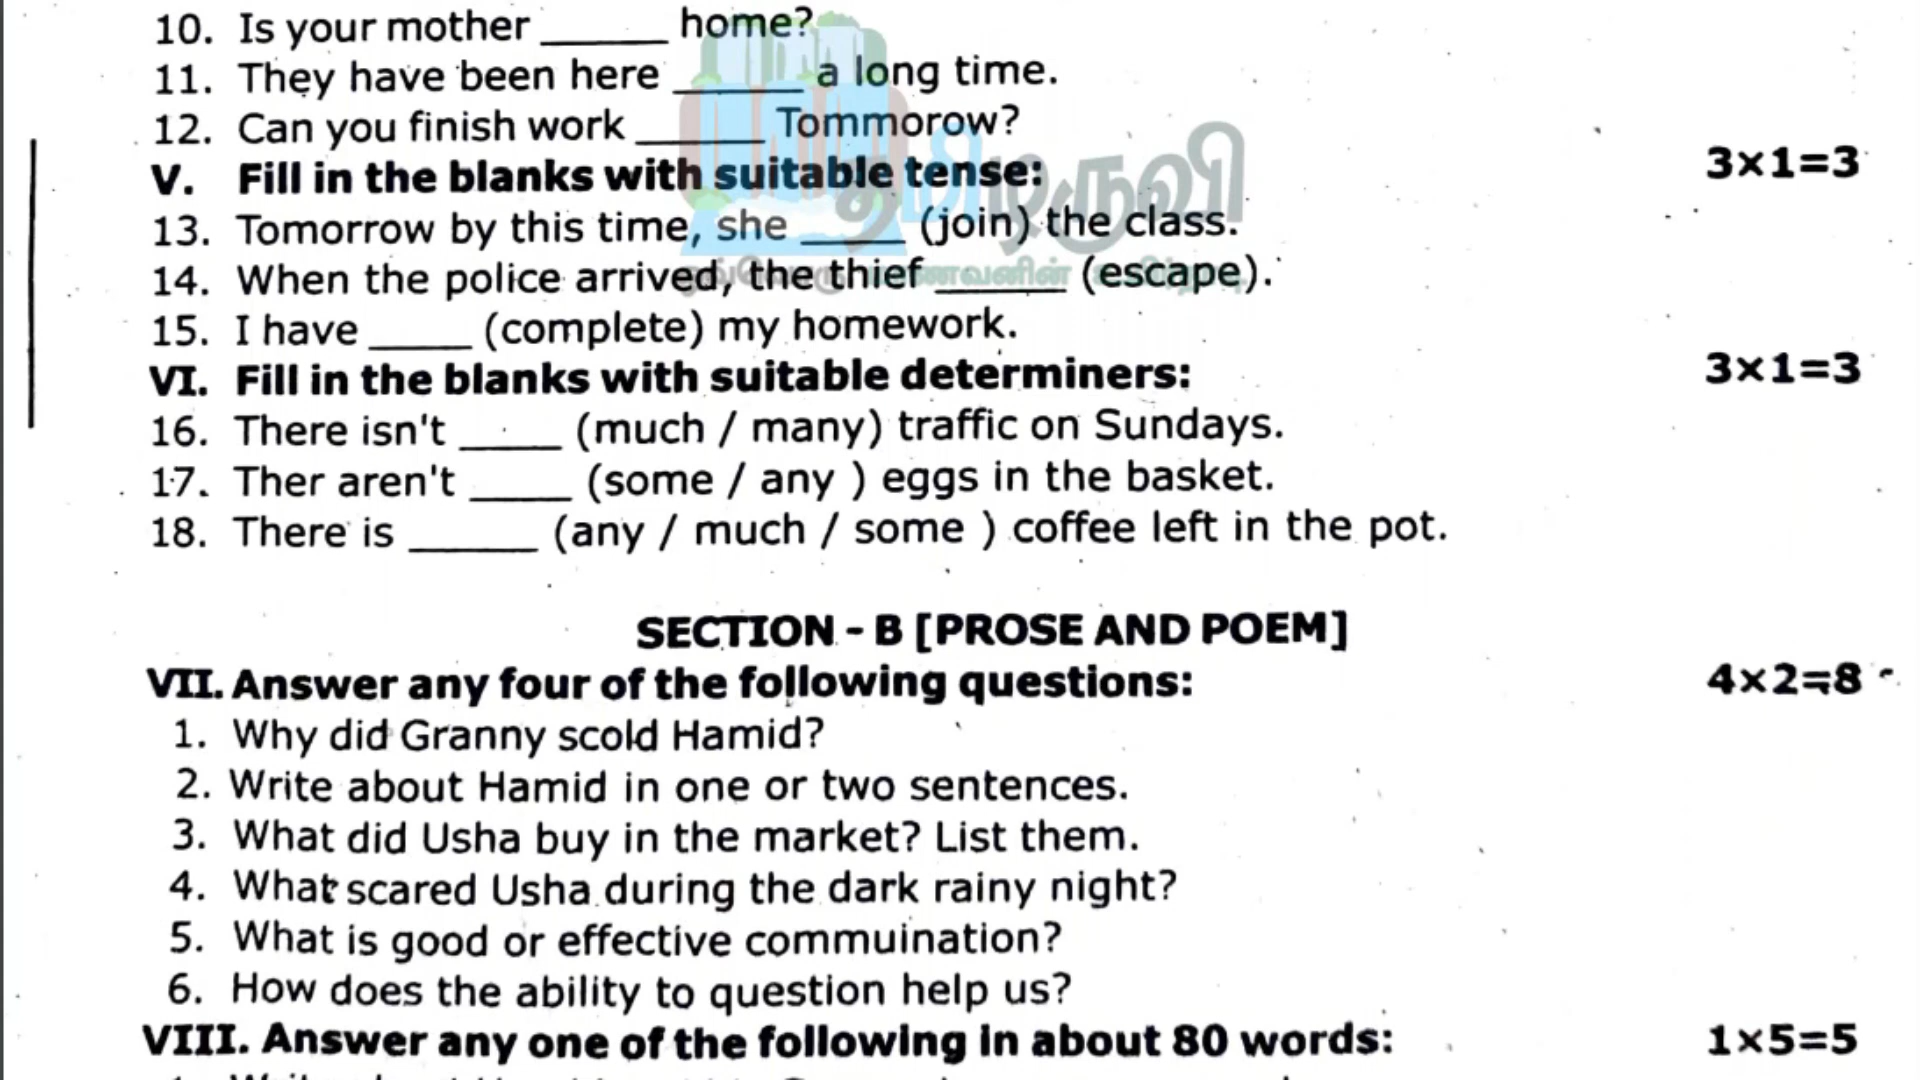 10. Is your mother ______ home?
11. They have been here ______ a long time.
12. Can you finish work ______ Tommorow?
தமிழருவி
V. Fill in the blanks with suitable tense: 3×1=3
13. Tomorrow by this time, she _____ (join) the class.
14. When the police arrived, the thief ______ (escape).
15. I have _____ (complete) my homework.
VI. Fill in the blanks with suitable determiners: 3×1=3
16. There isn't _____ (much / many) traffic on Sundays.
17. Ther aren't _____ (some / any ) eggs in the basket.
18. There is ______ (any / much / some ) coffee left in the pot.
SECTION - B [PROSE AND POEM]
VII. Answer any four of the following questions: 4×2=8
1. Why did Granny scold Hamid?
2. Write about Hamid in one or two sentences.
3. What did Usha buy in the market? List them.
4. What scared Usha during the dark rainy night?
5. What is good or effective commuination?
6. How does the ability to question help us?
VIII. Answer any one of the following in about 80 words: 1×5=5